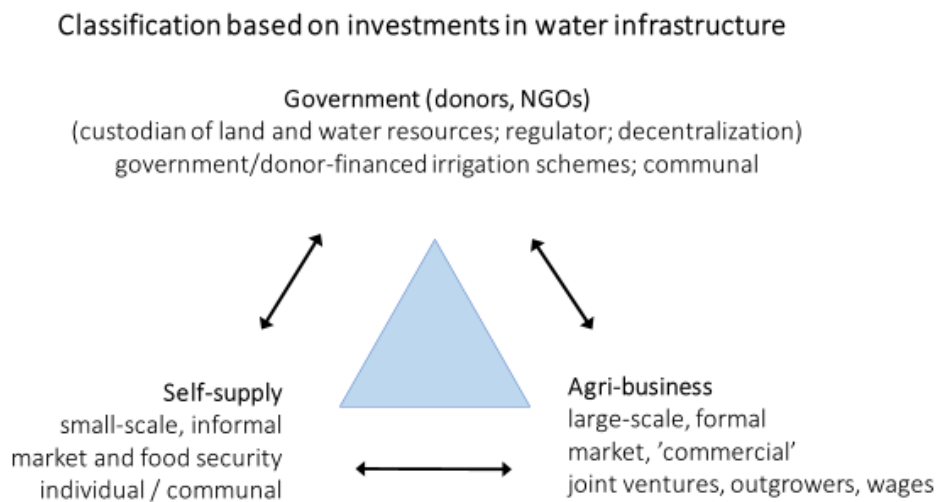 Classification based on investments in water infrastructure
Government (donors, NGOs)
(custodian of land and water resources; regulator; decentralization)
government/donor-financed irrigation schemes; communal
Self-supply
small-scale, informal
market and food security
individual / communal
Agri-business
large-scale, formal
market, ’commercial’
joint ventures, outgrowers, wages